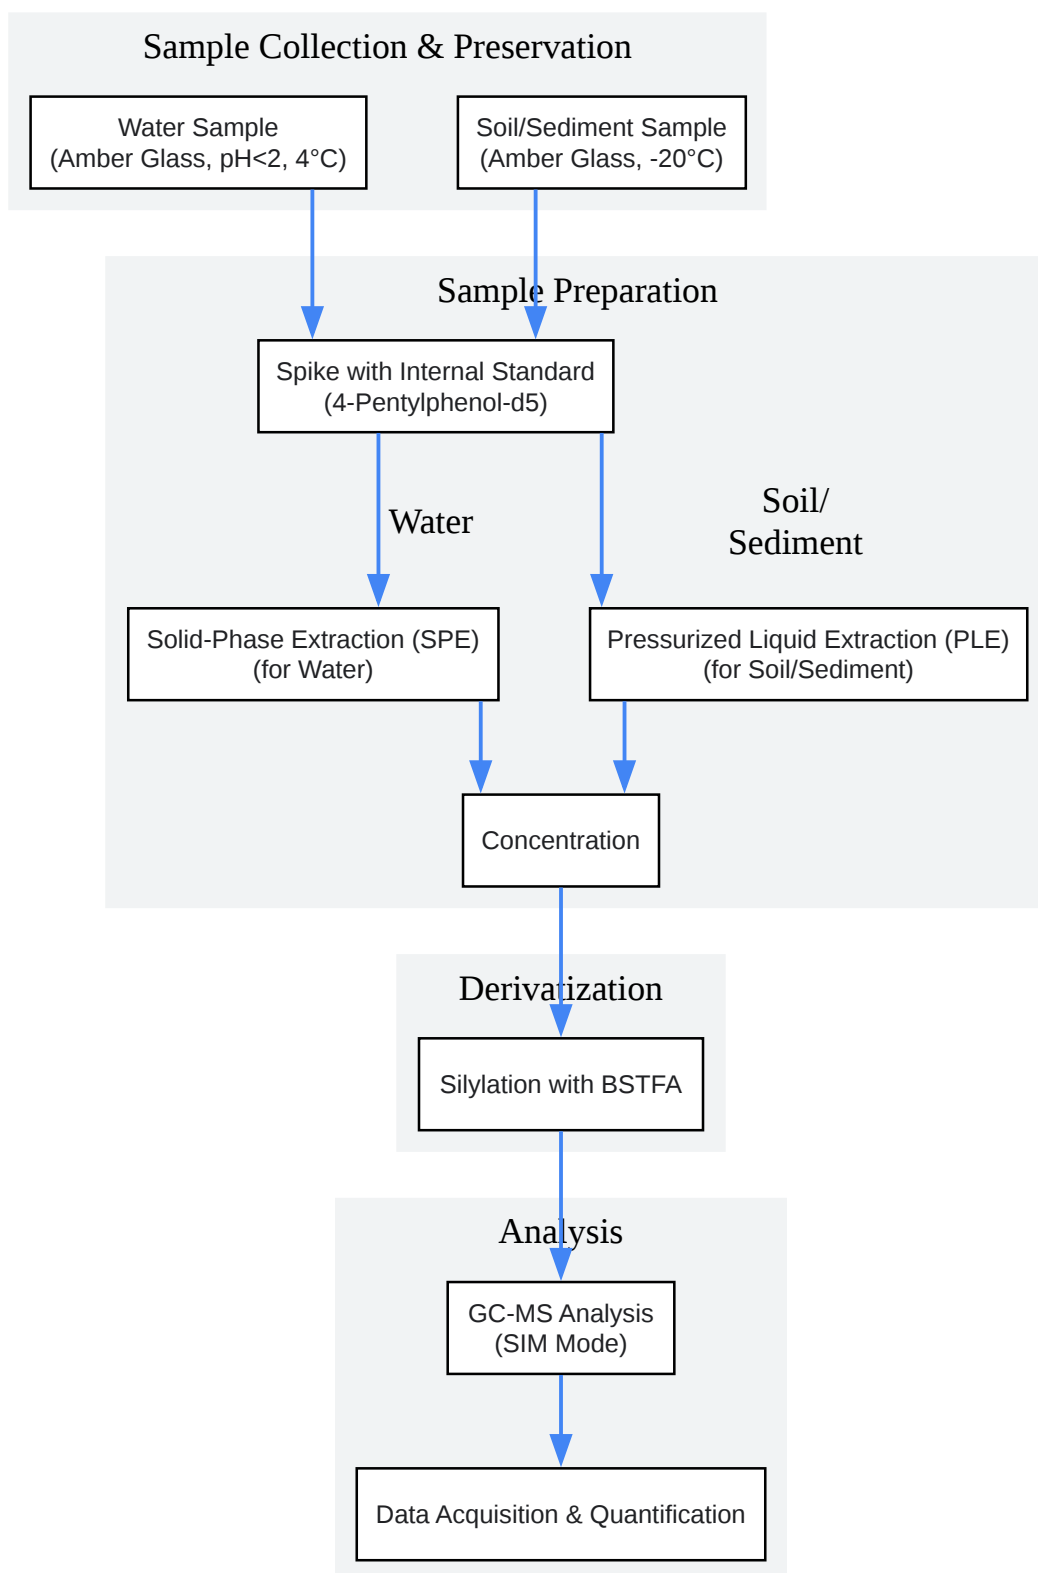 Sample Collection & Preservation
Water Sample
(Amber Glass, pH<2, 4°C)
Soil/Sediment Sample
(Amber Glass, -20°C)
Sample Preparation
Spike with Internal Standard
(4-Pentylphenol-d5)
Water
Soil/
Sediment
Solid-Phase Extraction (SPE)
(for Water)
Pressurized Liquid Extraction (PLE)
(for Soil/Sediment)
Concentration
Derivatization
Silylation with BSTFA
Analysis
GC-MS Analysis
(SIM Mode)
Data Acquisition & Quantification